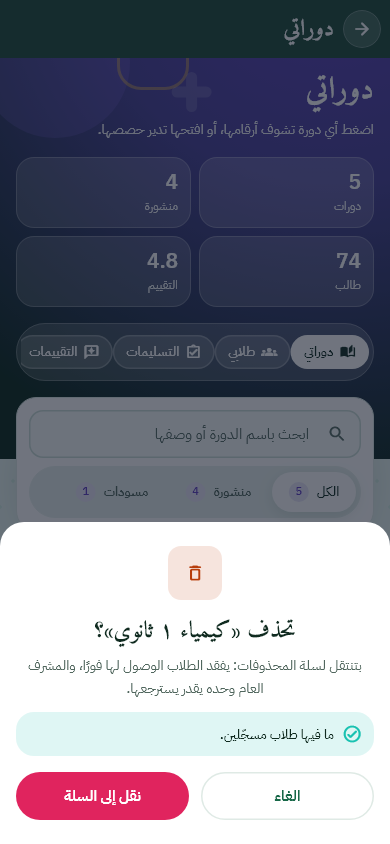 دوراتي
دوراتي
اضغط أي دورة تشوف أرقامها، أو افتحها تدير حصصها.
5
دورات
4
منشورة
74
طالب
4.8
التقييم
دوراتي
طلابي
التسليمات
التقييمات
ابحث باسم الدورة أو وصفها
الكل 5
منشورة 4
مسودات 1
تحذف «كيمياء ١ ثانوي»؟
بتنتقل لسلة المحذوفات: يفقد الطلاب الوصول لها فورًا، والمشرف
العام وحده يقدر يسترجعها.
ما فيها طلاب مسجّلين.
الغاء
نقل إلى السلة